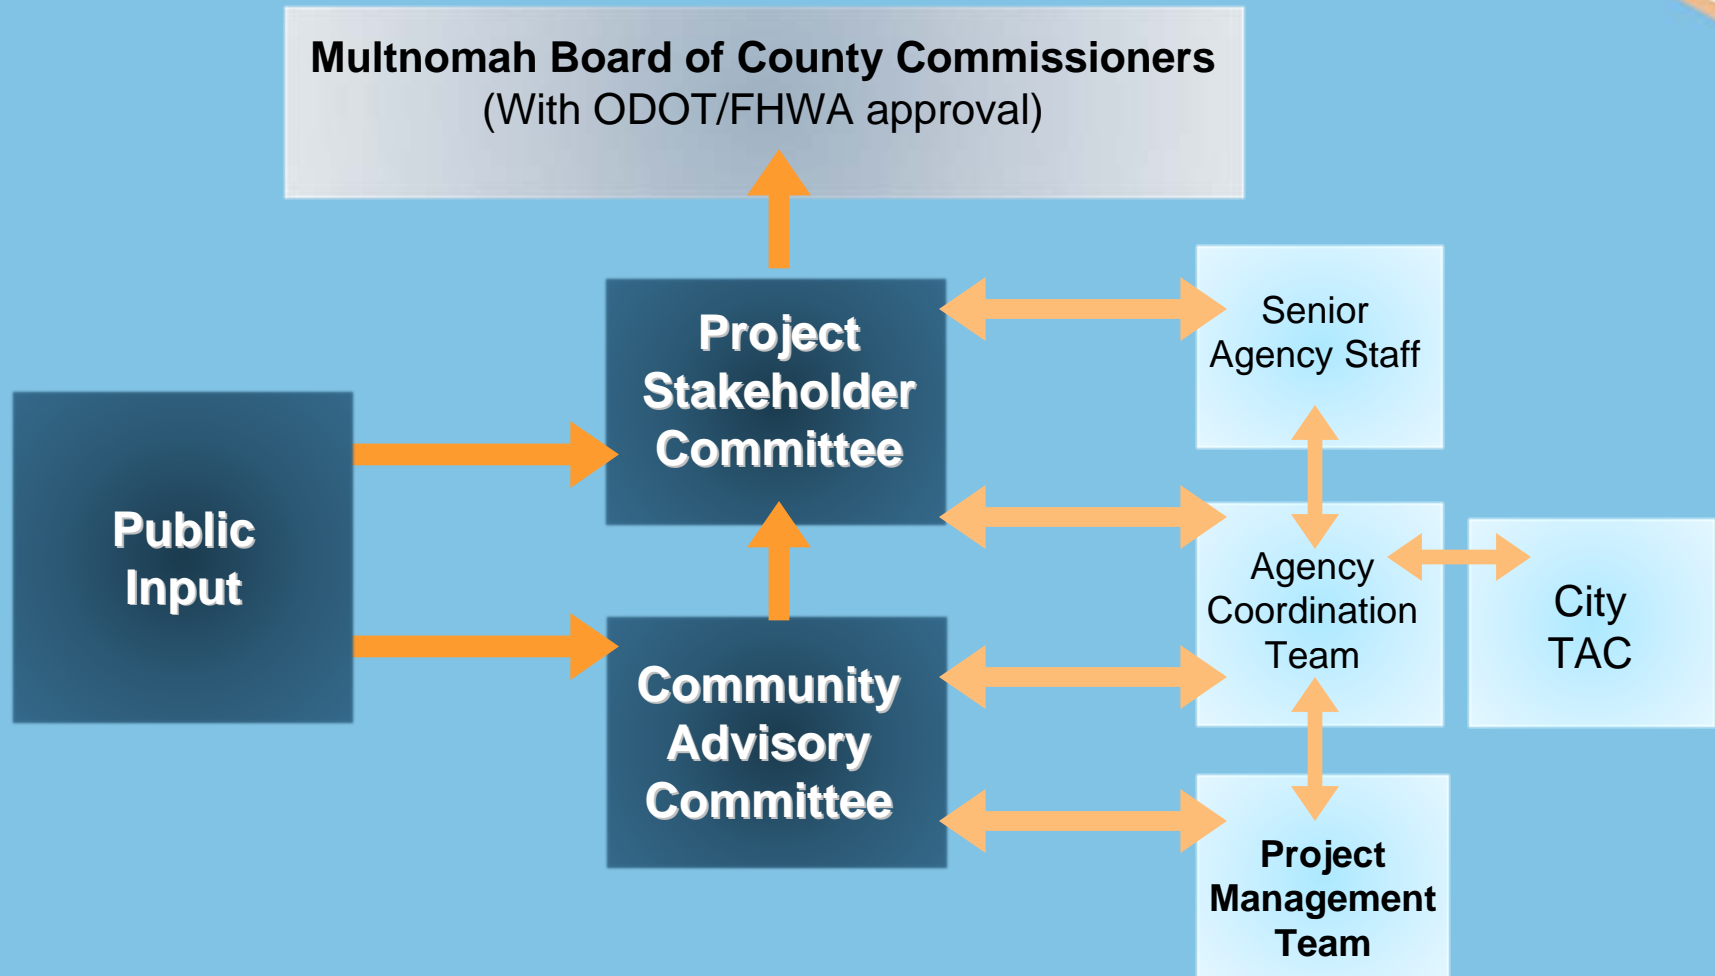 Multnomah Board of County Commissioners
(With ODOT/FHWA approval)
Project
Stakeholder
Committee
Senior
Agency Staff
Public
Input
Agency
Coordination
Team
City
TAC
Community
Advisory
Committee
Project
Management
Team